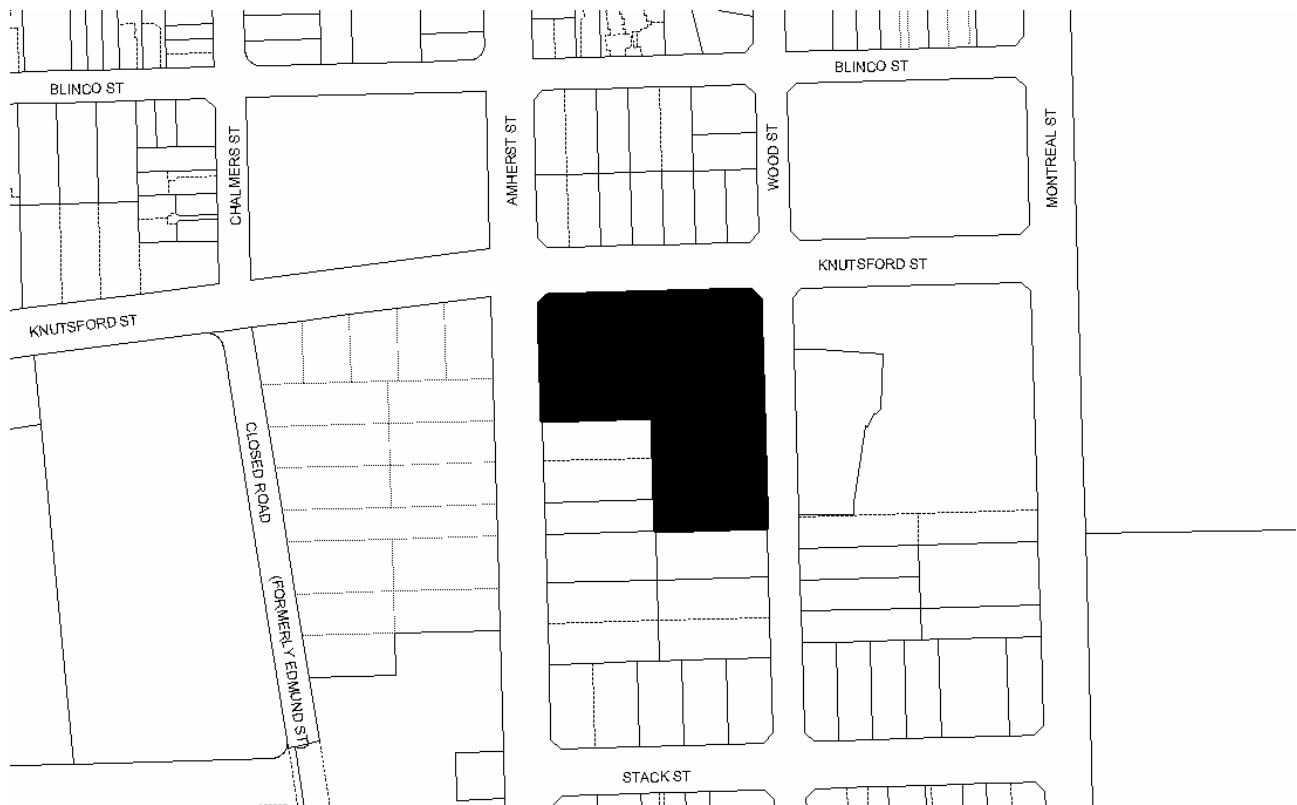 BLINCO ST
BLINCO ST
CHALMERS ST
AMHERST ST
WOOD ST
MONTREAL ST
KNUTSFORD ST
KNUTSFORD ST
CLOSED ROAD
(FORMERLY EDMUND ST)
STACK ST